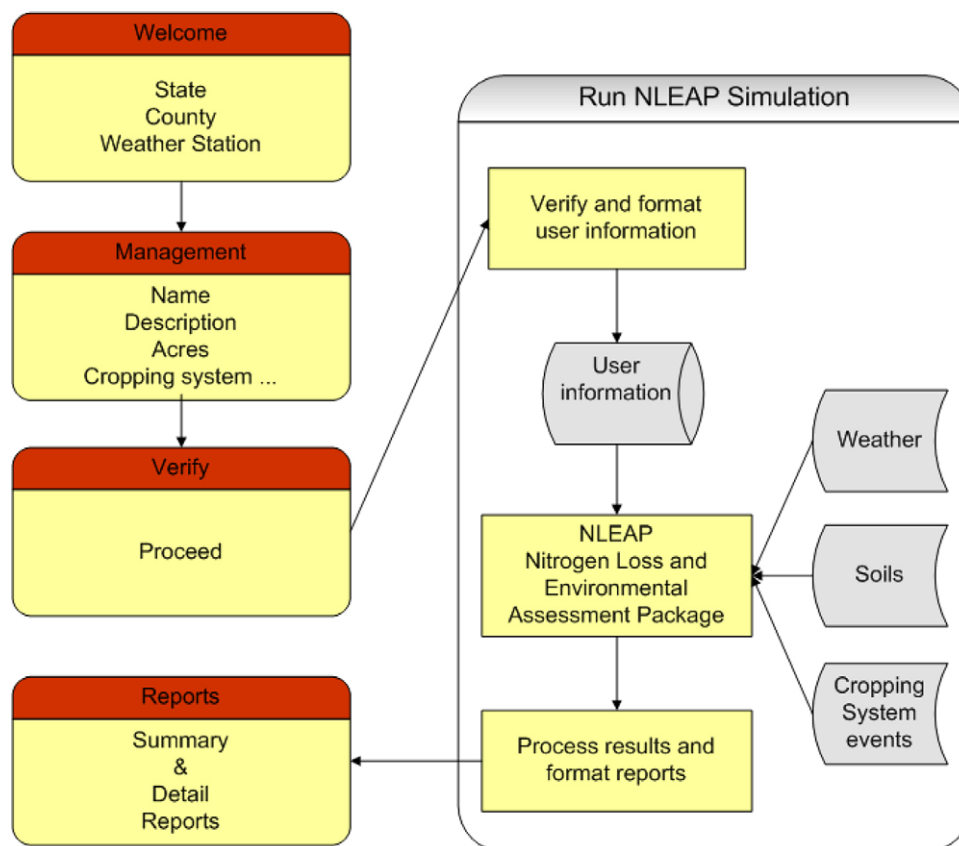 Welcome
State
County
Weather Station
Management
Name
Description
Acres
Cropping system ...
Verify
Proceed
Reports
Summary
&
Detail
Reports
Run NLEAP Simulation
Verify and format
user information
User
information
NLEAP
Nitrogen Loss and
Environmental
Assessment Package
Process results and
format reports
Weather
Soils
Cropping
System
events